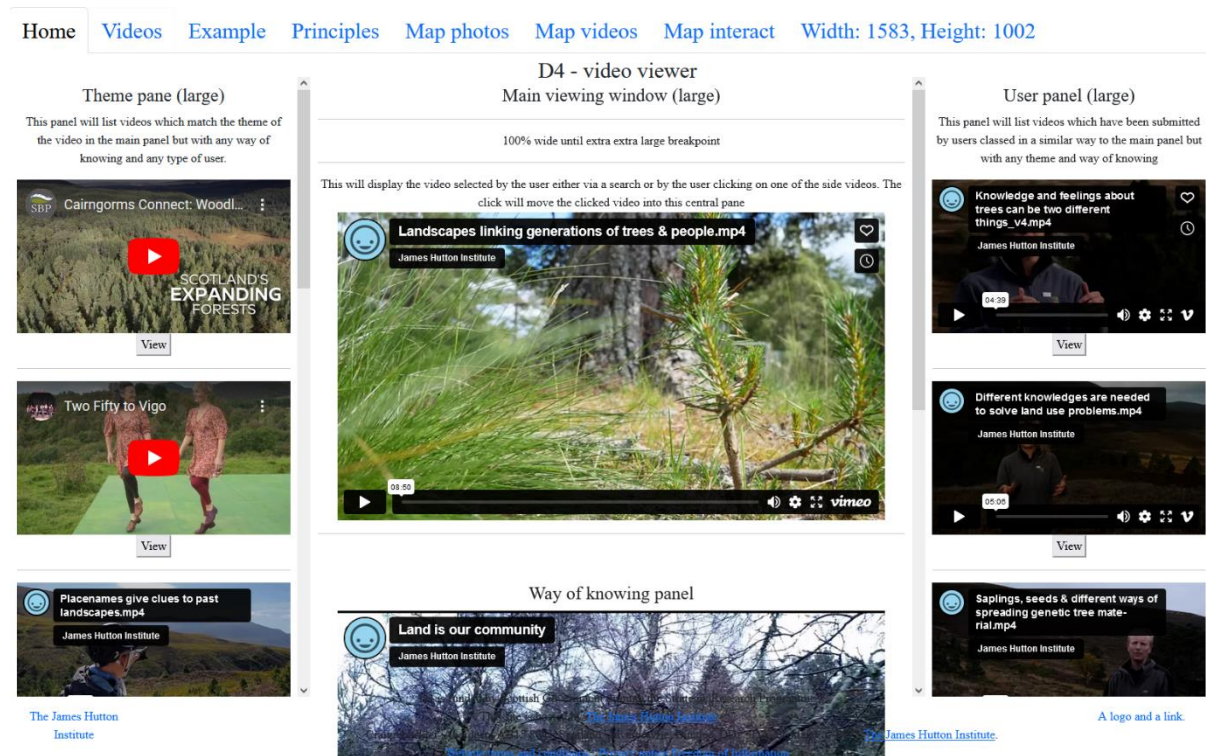 Home Videos Example Principles Map photos Map videos Map interact Width: 1583, Height: 1002
D4 - video viewer
Theme pane (large)
This panel will list videos which match the theme of
the video in the main panel but with any way of
knowing and any type of user.
SBP Cairngorms Connect: Woodl...
SCOTLAND'S
EXPANDING
FORESTS
View
Two Fifty to Vigo
View
Placenames give clues to past
landscapes.mp4
James Hutton Institute
Main viewing window (large)
100% wide until extra extra large breakpoint
This will display the video selected by the user either via a search or by the user clicking on one of the side videos. The
click will move the clicked video into this central pane
Landscapes linking generations of trees & people.mp4
James Hutton Institute
08:50
vimeo
Way of knowing panel
Land is our community
James Hutton Institute
User panel (large)
This panel will list videos which have been submitted
by users classed in a similar way to the main panel but
with any theme and way of knowing
Knowledge and feelings about
trees can be two different
things_v4.mp4
James Hutton Institute
04:39
View
Different knowledges are needed
to solve land use problems.mp4
James Hutton Institute
05:06
View
Saplings, seeds & different ways of
spreading genetic tree mate-
rial.mp4
James Hutton Institute
The James Hutton
Institute
The James Hutton Institute
The James Hutton Institute.
A logo and a link.